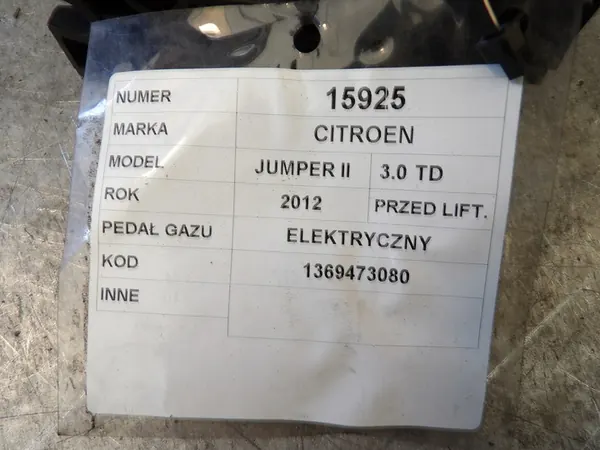 NUMER 15925
MARKA CITROEN
MODEL JUMPER II 3.0 TD
ROK 2012 PRZED LIFT.
PEDAŁ GAZU ELEKTRYCZNY
KOD 1369473080
INNE